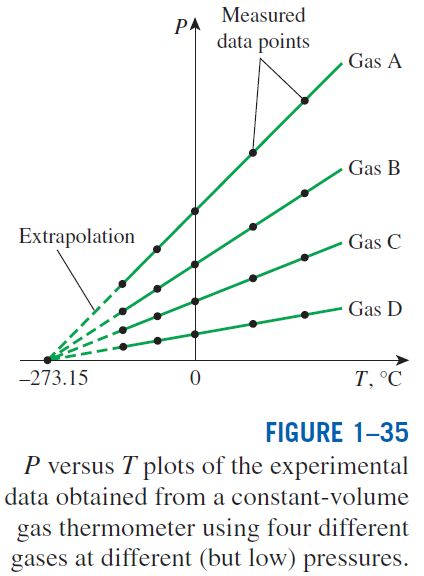 P
Measured
data points
Gas A
Gas B
Extrapolation
Gas C
Gas D
–273.15
0
T, °C
FIGURE 1–35
P versus T plots of the experimental
data obtained from a constant-volume
gas thermometer using four different
gases at different (but low) pressures.